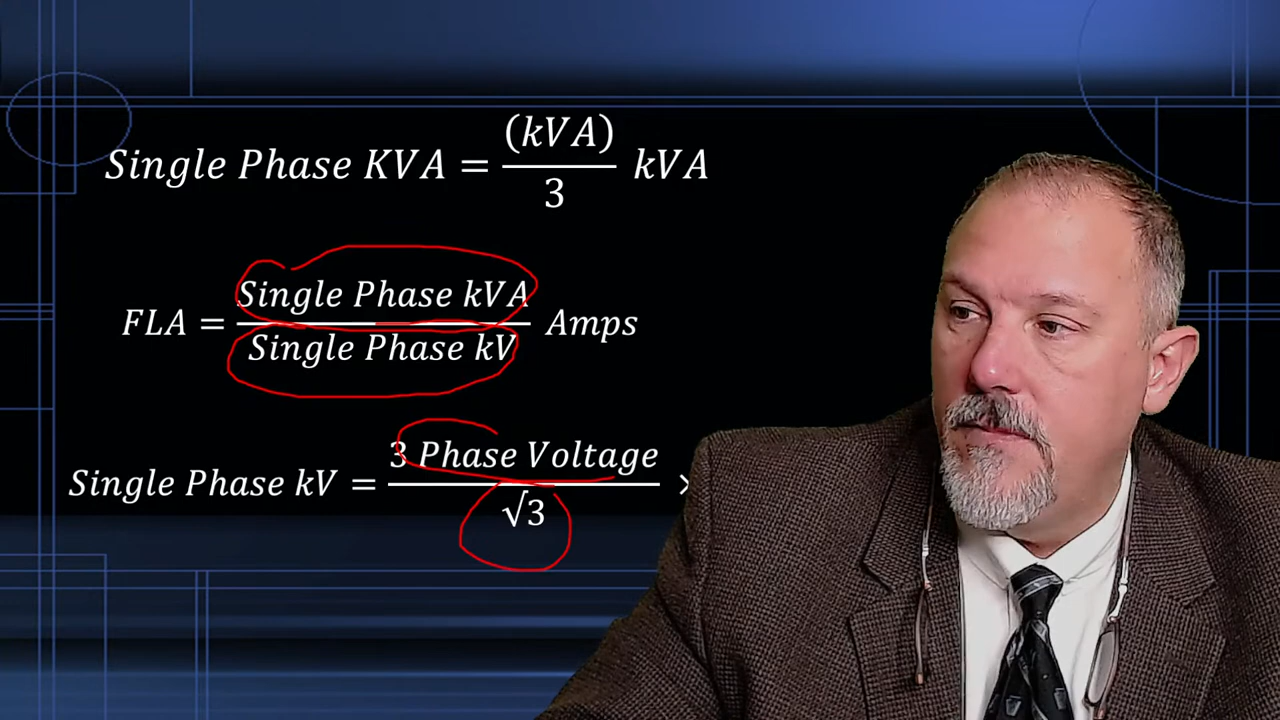 Single Phase KVA = (kVA)/3 kVA
FLA = Single Phase kVA/Single Phase kV Amps
Single Phase kV = 3 Phase Voltage/√3 ×